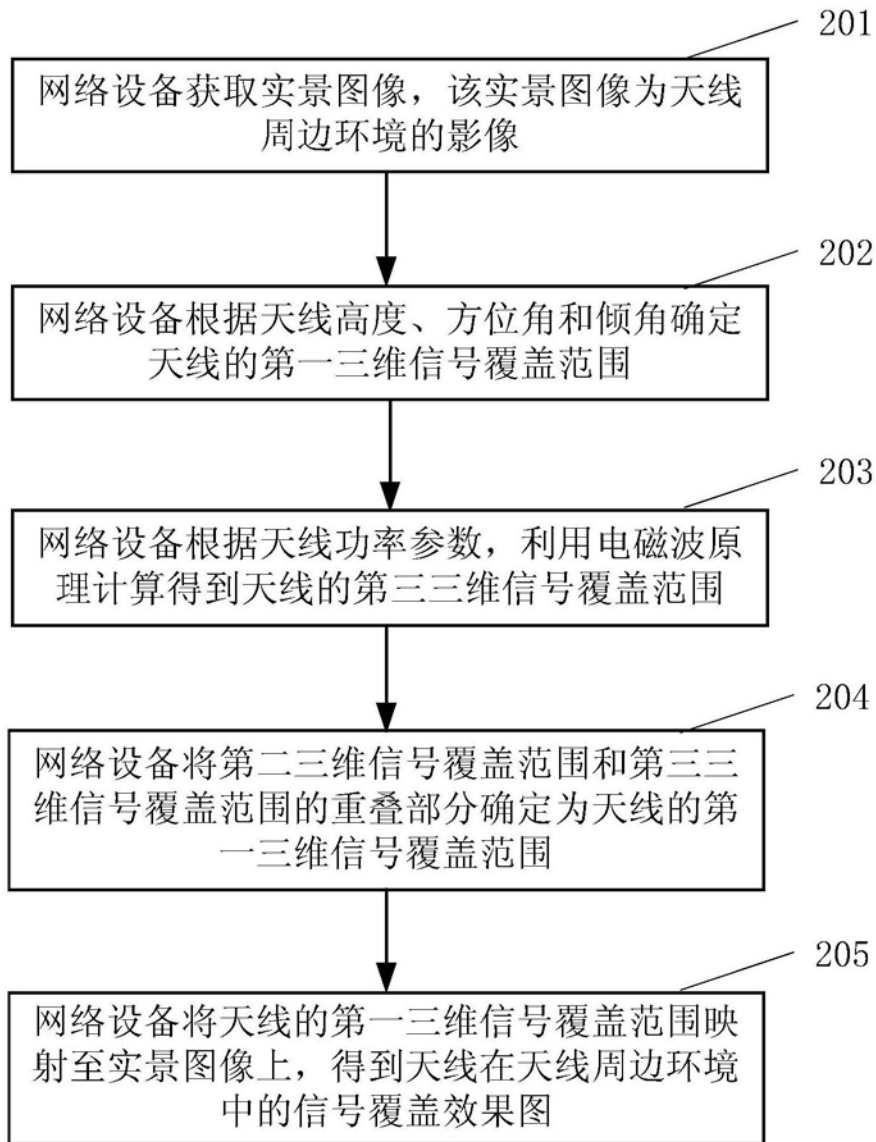 201
网络设备获取实景图像，该实景图像为天线
周边环境的影像
202
网络设备根据天线高度、方位角和倾角确定
天线的第一三维信号覆盖范围
203
网络设备根据天线功率参数，利用电磁波原
理计算得到天线的第三三维信号覆盖范围
204
网络设备将第二三维信号覆盖范围和第三三
维信号覆盖范围的重叠部分确定为天线的第
一三维信号覆盖范围
205
网络设备将天线的第一三维信号覆盖范围映
射至实景图像上，得到天线在天线周边环境
中的信号覆盖效果图